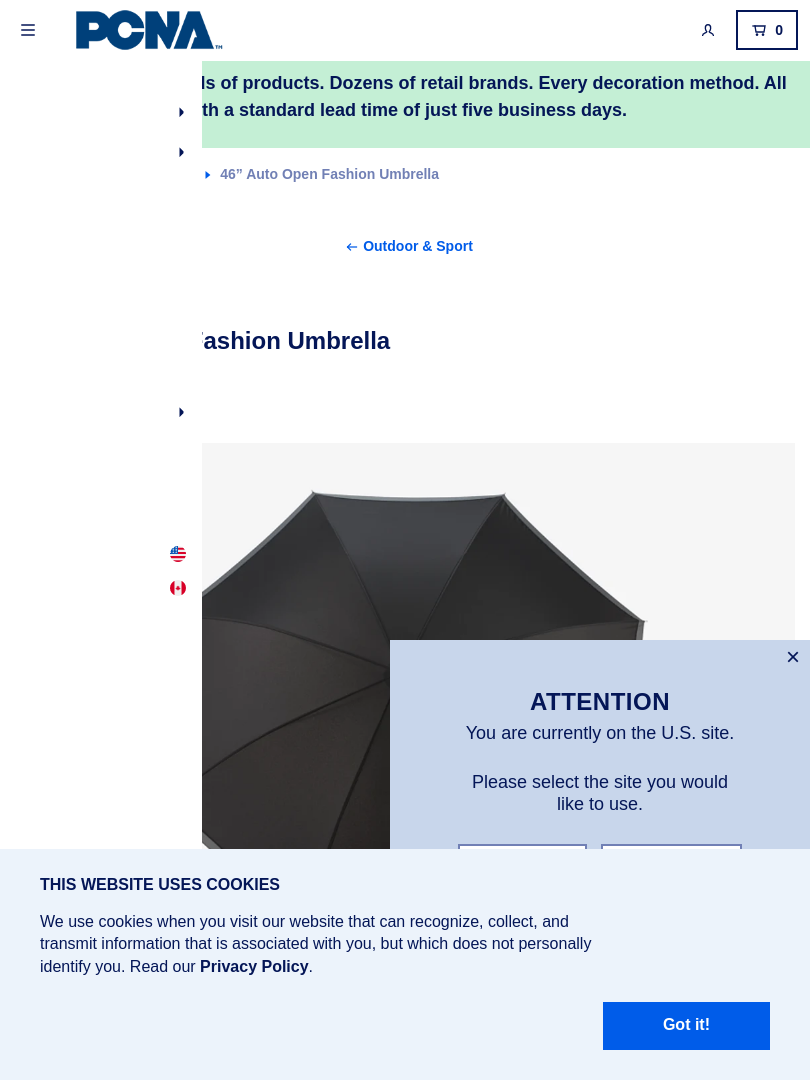 PCNA™
0
of products. Dozens of retail brands. Every decoration method. All
a standard lead time of just five business days.
46” Auto Open Fashion Umbrella
Outdoor & Sport
Fashion Umbrella
ATTENTION
You are currently on the U.S. site.
Please select the site you would
like to use.
THIS WEBSITE USES COOKIES
We use cookies when you visit our website that can recognize, collect, and
transmit information that is associated with you, but which does not personally
identify you. Read our Privacy Policy.
Got it!